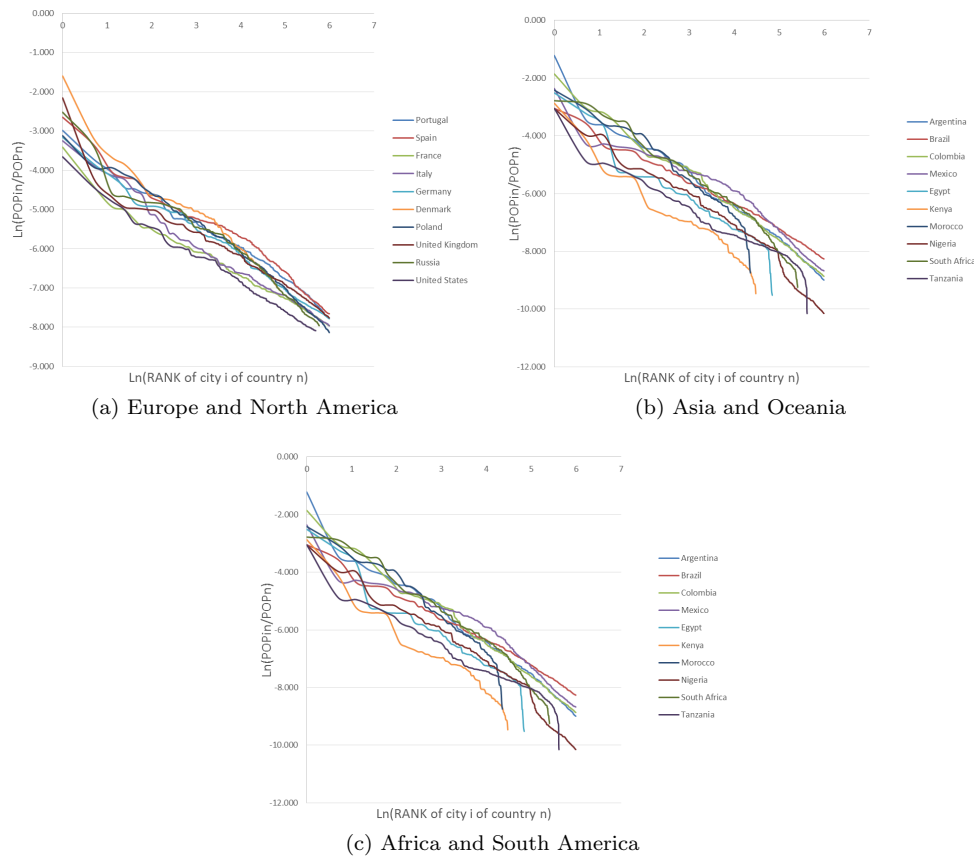 0.000
0 1 2 3 4 5 6 7
-1.000
-2.000
-3.000
-4.000
-5.000
-6.000
-7.000
-8.000
-9.000
Ln(POPin/POPn)
Ln(RANK of city i of country n)
Portugal
Spain
France
Italy
Germany
Denmark
Poland
United Kingdom
Russia
United States
(a) Europe and North America
0.000
0 1 2 3 4 5 6 7
-2.000
-4.000
-6.000
-8.000
-10.000
-12.000
Ln(POPin/POPn)
Ln(RANK of city i of country n)
Argentina
Brazil
Colombia
Mexico
Egypt
Kenya
Morocco
Nigeria
South Africa
Tanzania
(b) Asia and Oceania
0.000
0 1 2 3 4 5 6 7
-2.000
-4.000
-6.000
-8.000
-10.000
-12.000
Ln(POPin/POPn)
Ln(RANK of city i of country n)
Argentina
Brazil
Colombia
Mexico
Egypt
Kenya
Morocco
Nigeria
South Africa
Tanzania
(c) Africa and South America